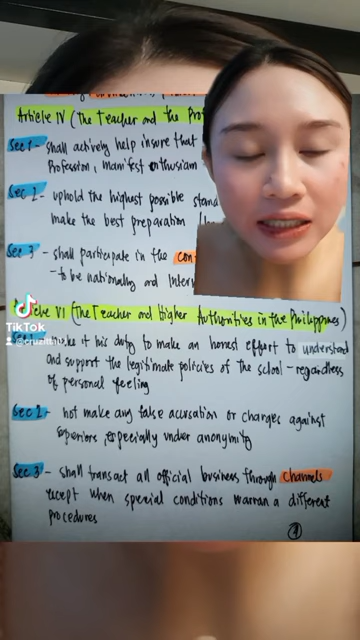 Article IV (The Teacher and the
Sec 1 - shall actively help insure that
Profession, manifest enthusiasm
Sec 2 - uphold the highest possible
make the best preparation
Sec 3 - shall participate in the
- to be nationally and
VI (The Teacher and Higher Authorities in the Philippines)
make it his duty to make an honest effort to understand
and support the legitimate policies of the school - regardless
of personal feeling
Sec 2 - not make any false accusation or charges against
superiors, especially under anonymity
Sec 3 - shall transact all official business through channels
except when special conditions warran a different
procedures
1
TikTok